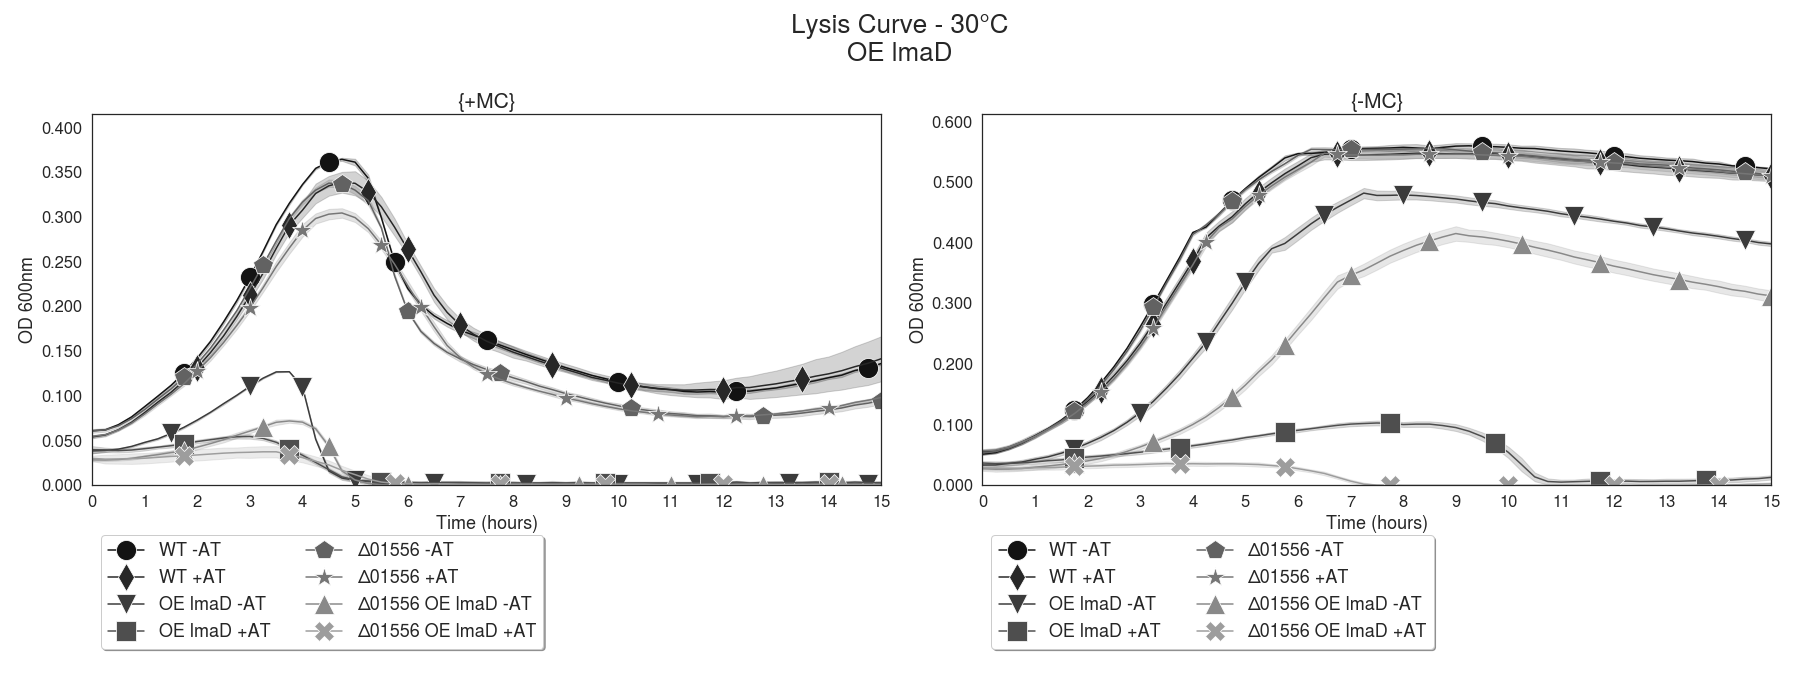 Lysis Curve - 30°C
OE lmaD
{+MC}
0.400
0.350
0.300
0.250
0.200
0.150
0.100
0.050
0.000
OD 600nm
0 1 2 3 4 5 6 7 8 9 10 11 12 13 14 15
Time (hours)
WT -AT
WT +AT
OE lmaD -AT
OE lmaD +AT
Δ01556 -AT
Δ01556 +AT
Δ01556 OE lmaD -AT
Δ01556 OE lmaD +AT
{-MC}
0.600
0.500
0.400
0.300
0.200
0.100
0.000
OD 600nm
0 1 2 3 4 5 6 7 8 9 10 11 12 13 14 15
Time (hours)
WT -AT
WT +AT
OE lmaD -AT
OE lmaD +AT
Δ01556 -AT
Δ01556 +AT
Δ01556 OE lmaD -AT
Δ01556 OE lmaD +AT